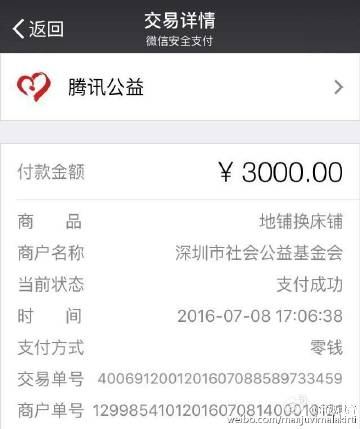 返回
交易详情
微信安全支付
腾讯公益
付款金额 ¥ 3000.00
商 品 地铺换床铺
商户名称 深圳市社会公益基金会
当前状态 支付成功
时 间 2016-07-08 17:06:38
支付方式 零钱
交易单号 4006912001201607088589733459
商户单号
weibo.com/manjuvimalakirti